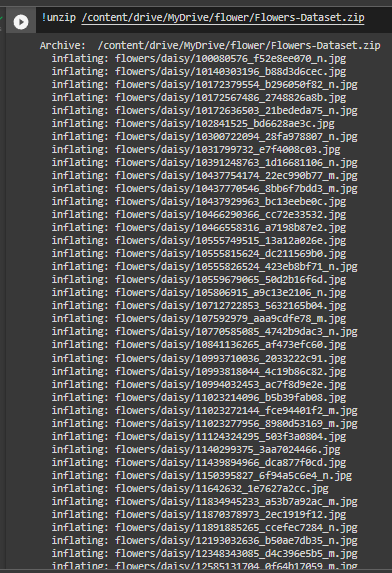 !unzip /content/drive/MyDrive/flower/Flowers-Dataset.zip
Archive:  /content/drive/MyDrive/flower/Flowers-Dataset.zip
inflating: flowers/daisy/100080576_f52e8ee070_n.jpg
inflating: flowers/daisy/10140303196_b88d3d6cec.jpg
inflating: flowers/daisy/10172379554_b296050f82_n.jpg
inflating: flowers/daisy/10172567486_2748826a8b.jpg
inflating: flowers/daisy/10172636503_21bededa75_n.jpg
inflating: flowers/daisy/102841525_bd6628ae3c.jpg
inflating: flowers/daisy/10300722094_28fa978807_n.jpg
inflating: flowers/daisy/1031799732_e7f4008c03.jpg
inflating: flowers/daisy/10391248763_1d16681106_n.jpg
inflating: flowers/daisy/10437754174_22ec990b77_m.jpg
inflating: flowers/daisy/10437770546_8bb6f7bdd3_m.jpg
inflating: flowers/daisy/10437929963_bc13eebe0c.jpg
inflating: flowers/daisy/10466290366_cc72e33532.jpg
inflating: flowers/daisy/10466558316_a7198b87e2.jpg
inflating: flowers/daisy/10555749515_13a12a026e.jpg
inflating: flowers/daisy/10555815624_dc211569b0.jpg
inflating: flowers/daisy/10555826524_423eb8bf71_n.jpg
inflating: flowers/daisy/10559679065_50d2b16f6d.jpg
inflating: flowers/daisy/105806915_a9c13e2106_n.jpg
inflating: flowers/daisy/10712722853_5632165b04.jpg
inflating: flowers/daisy/107592979_aaa9cdfe78_m.jpg
inflating: flowers/daisy/10770585085_4742b9dac3_n.jpg
inflating: flowers/daisy/10841136265_af473efc60.jpg
inflating: flowers/daisy/10993710036_2033222c91.jpg
inflating: flowers/daisy/10993818044_4c19b86c82.jpg
inflating: flowers/daisy/10994032453_ac7f8d9e2e.jpg
inflating: flowers/daisy/11023214096_b5b39fab08.jpg
inflating: flowers/daisy/11023272144_fce94401f2_m.jpg
inflating: flowers/daisy/11023277956_8980d53169_m.jpg
inflating: flowers/daisy/11124324295_503f3a0804.jpg
inflating: flowers/daisy/1140299375_3aa7024466.jpg
inflating: flowers/daisy/11439894966_dca877f0cd.jpg
inflating: flowers/daisy/1150395827_6f94a5c6e4_n.jpg
inflating: flowers/daisy/11642632_1e7627a2cc.jpg
inflating: flowers/daisy/11834945233_a53b7a92ac_m.jpg
inflating: flowers/daisy/11870378973_2ec1919f12.jpg
inflating: flowers/daisy/11891885265_ccefec7284_n.jpg
inflating: flowers/daisy/12193032636_b50ae7db35_n.jpg
inflating: flowers/daisy/12348343085_d4c396e5b5_m.jpg
inflating: flowers/daisy/12585131704_0f64b17059_m.jpg